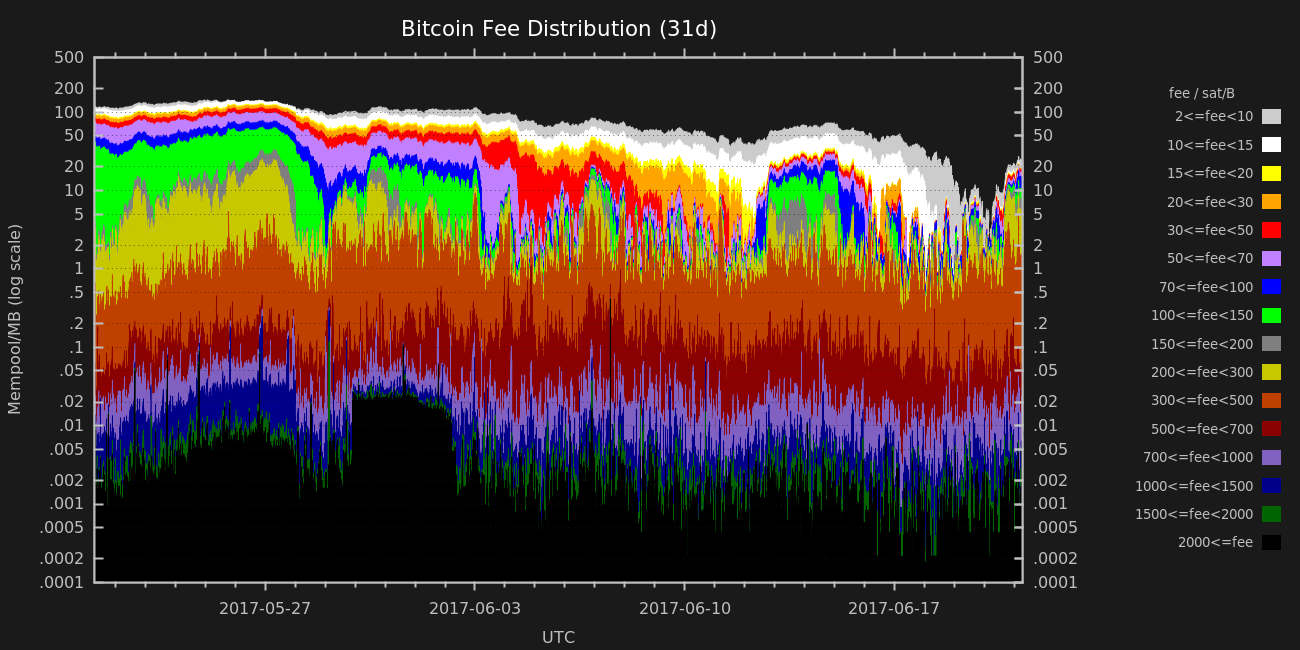 Bitcoin Fee Distribution (31d)
500
200
100
50
20
10
5
2
1
.5
.2
.1
.05
.02
.01
.005
.002
.001
.0005
.0002
.0001
Mempool/MB (log scale)
500
200
100
50
20
10
5
2
1
.5
.2
.1
.05
.02
.01
.005
.002
.001
.0005
.0002
.0001
2017-05-27
2017-06-03
2017-06-10
2017-06-17
UTC
fee / sat/B
2<=fee<10
10<=fee<15
15<=fee<20
20<=fee<30
30<=fee<50
50<=fee<70
70<=fee<100
100<=fee<150
150<=fee<200
200<=fee<300
300<=fee<500
500<=fee<700
700<=fee<1000
1000<=fee<1500
1500<=fee<2000
2000<=fee